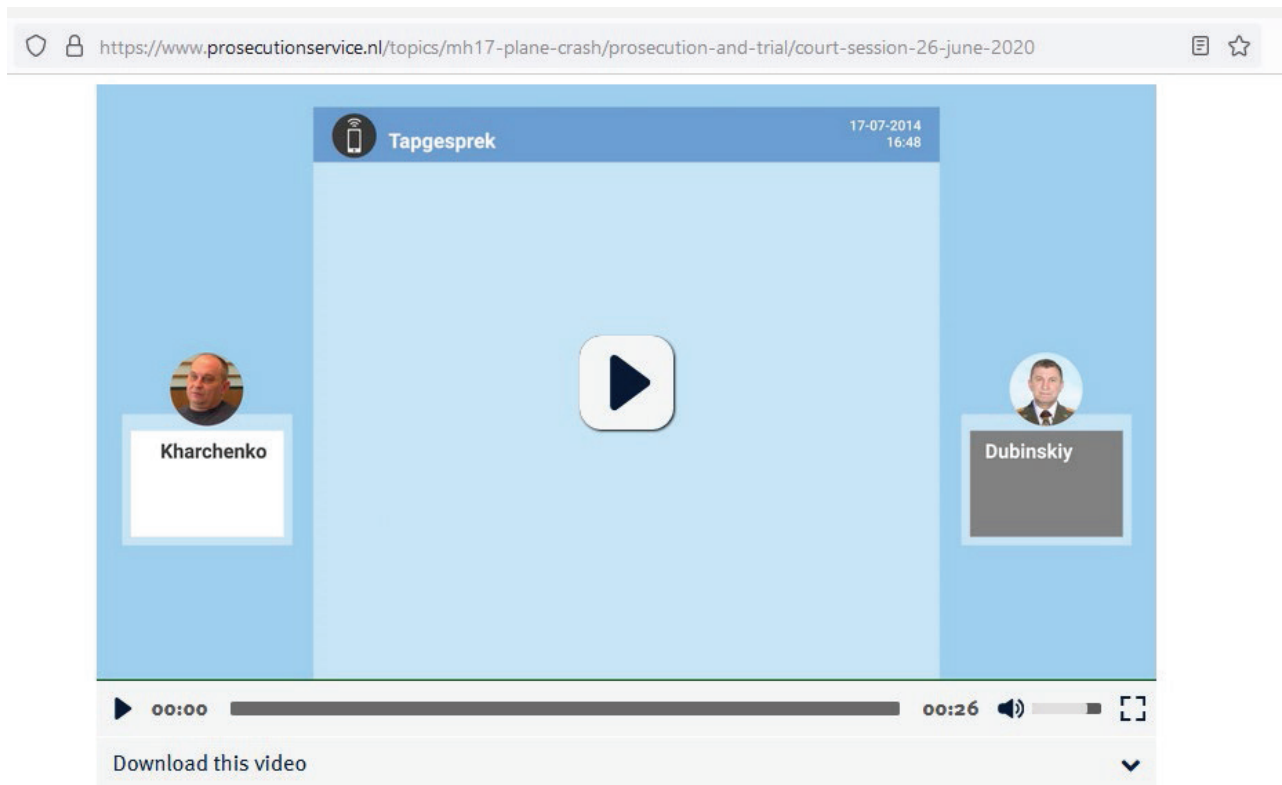 https://www.prosecutionservice.nl/topics/mh17-plane-crash/prosecution-and-trial/court-session-26-june-2020
Tapgesprek
17-07-2014
16:48
Kharchenko
Dubinskiy
00:00
00:26
Download this video